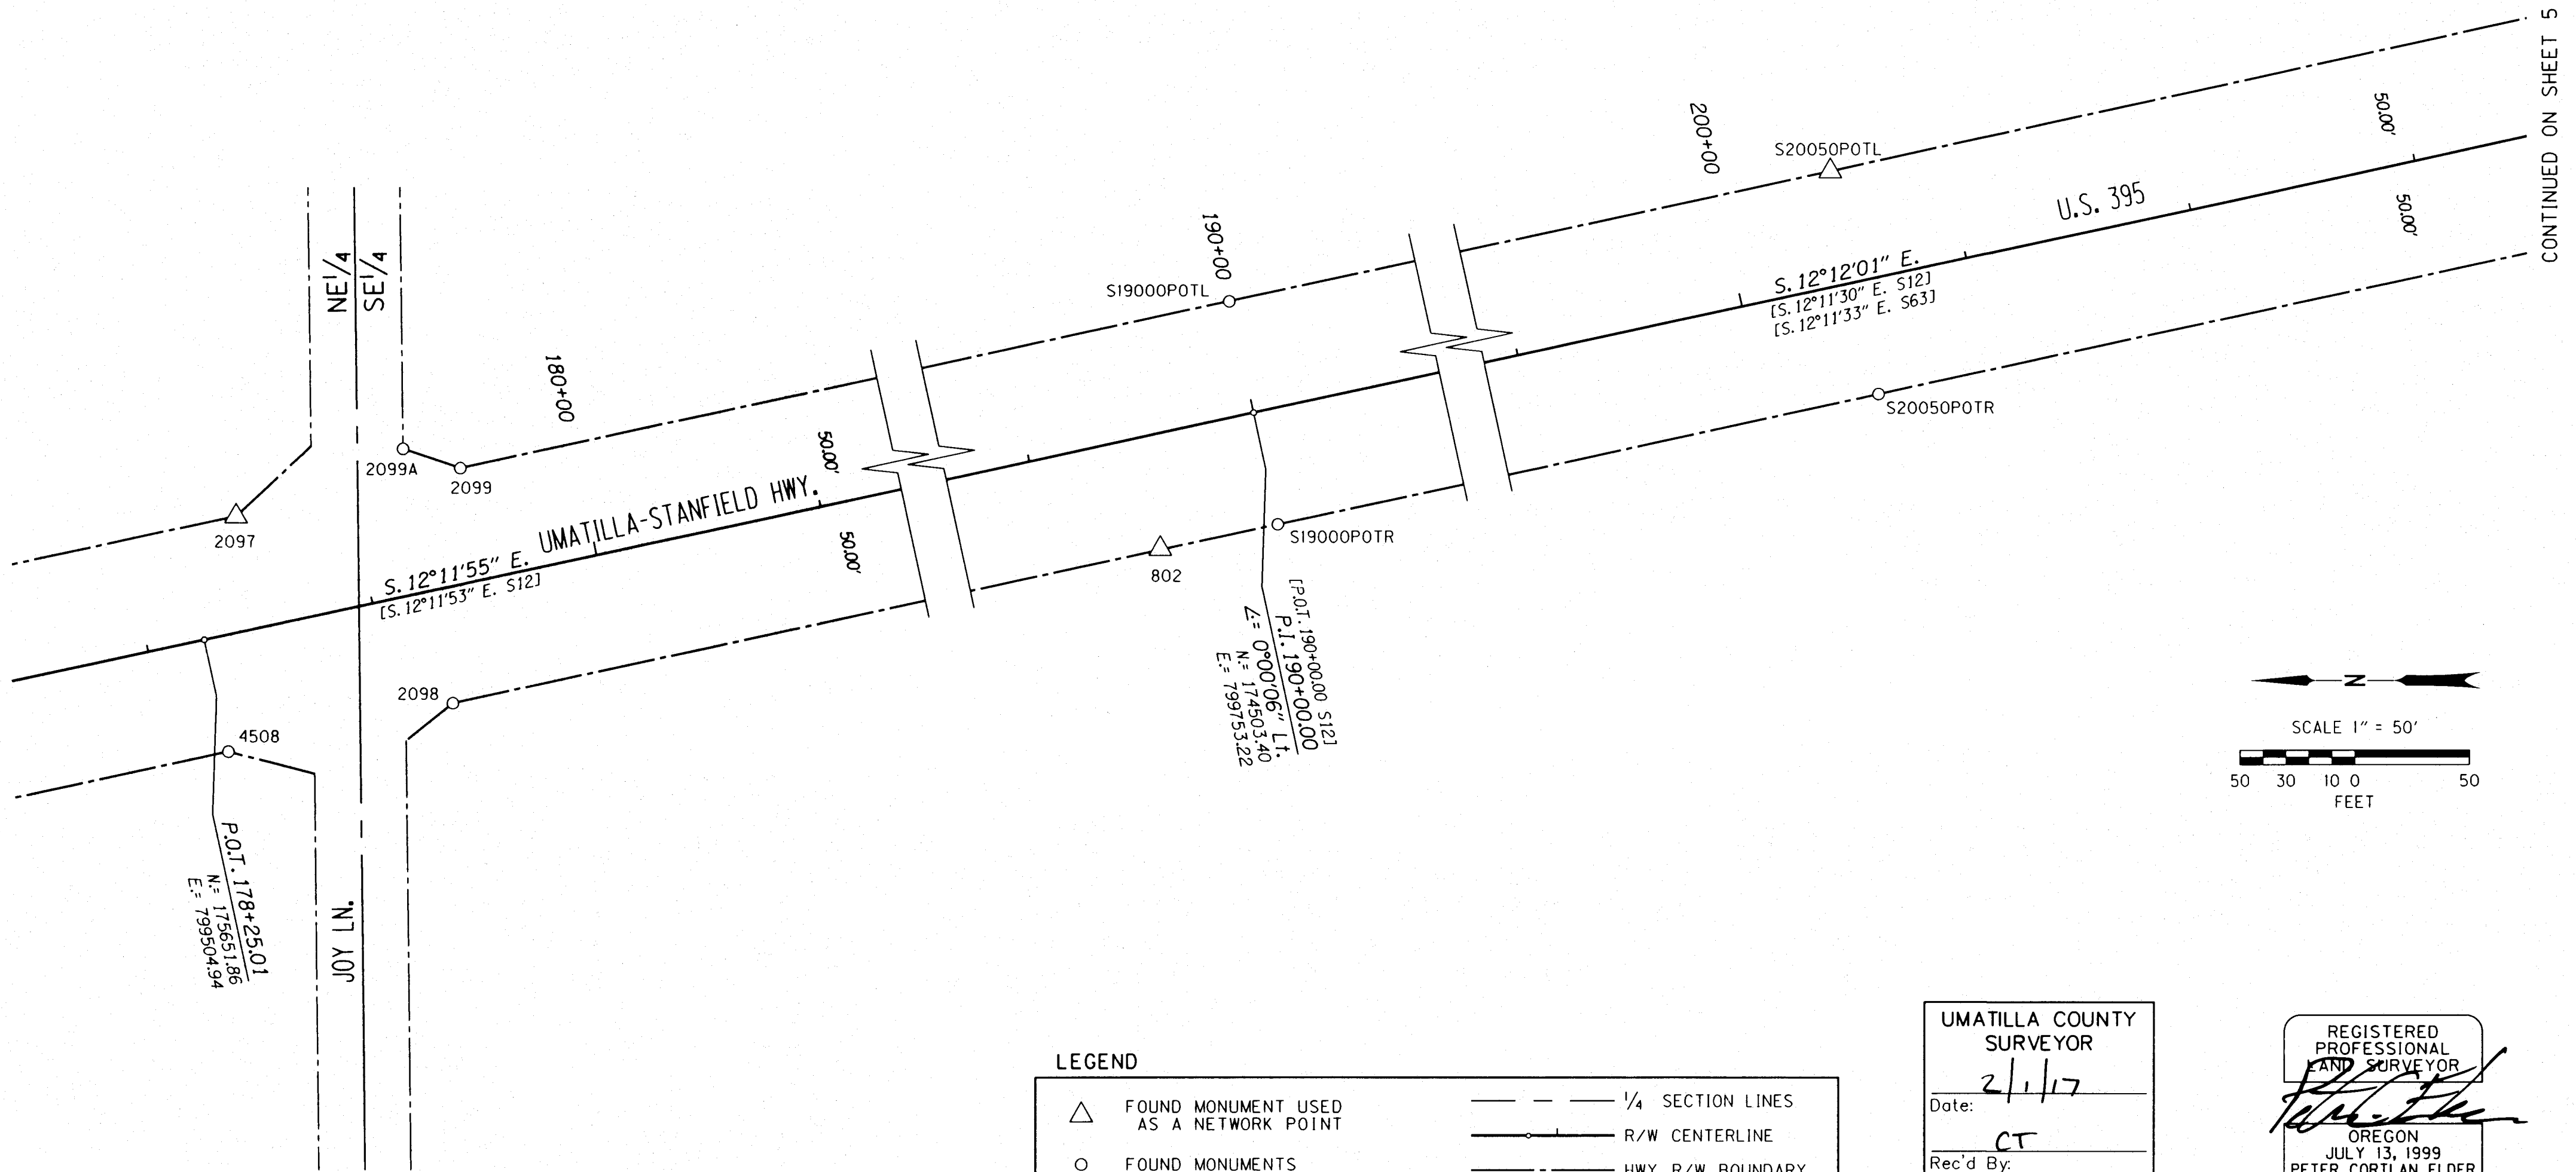 CONTINUED ON SHEET 5
50.00'
200+00
S20050POTL
U.S. 395
50.00'
190+00
S19000POTL
S. 12°12'01" E.
[S. 12°11'30" E. S12]
[S. 12°11'33" E. S63]
NE1/4
SE1/4
180+00
S20050POTR
2099A
2099
50.00'
UMATILLA-STANFIELD HWY.
2097
50.00'
S19000POTR
802
S. 12°11'55" E.
[S. 12°11'53" E. S12]
[P.O.T. 190+00.00 S12]
P.I. 190+00.00
∠= 0°00'06" Lt.
N.= 174503.40
E.= 799753.22
2098
4508
N
SCALE 1" = 50'
50 30 10 0 50
FEET
P.O.T. 178+25.01
N.= 175651.86
E.= 799504.94
JOY LN.
LEGEND
FOUND MONUMENT USED
AS A NETWORK POINT
FOUND MONUMENTS
1/4 SECTION LINES
R/W CENTERLINE
HWY. R/W BOUNDARY
UMATILLA COUNTY
SURVEYOR
2/1/17
Date:
CT
Rec'd By:
REGISTERED
PROFESSIONAL
LAND SURVEYOR
OREGON
JULY 13, 1999
PETER CORTLAN ELDER